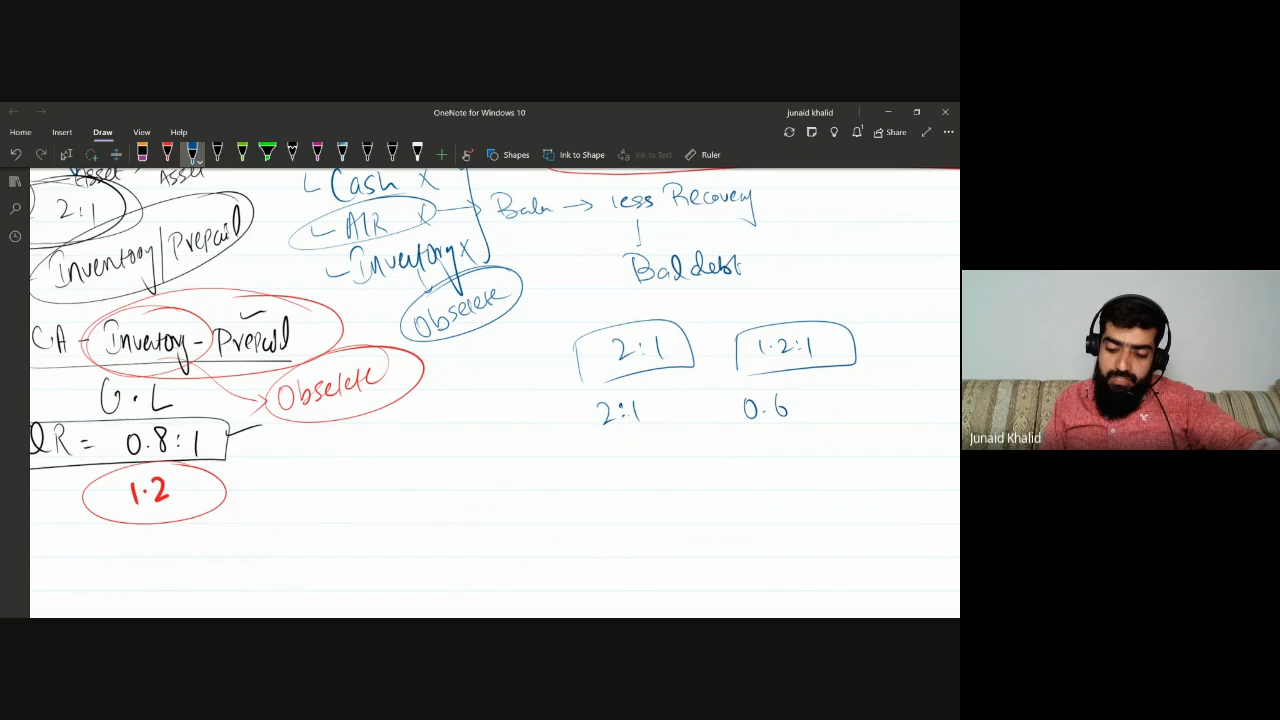 OneNote for Windows 10
junaid khalid
Home Insert Draw View Help
Share
Shapes Ink to Shape Ink to Text Ruler
Asset Asset
2:1
Inventory/Prepaid
Cash x
A/R x
Inventory x
Obselete
less Recovery
Bad debt
CA - Inventory - Prepaid
C.L
Obselete
QR = 0.8:1
1.2
2:1 1.2:1
2:1 0.6
Junaid Khalid